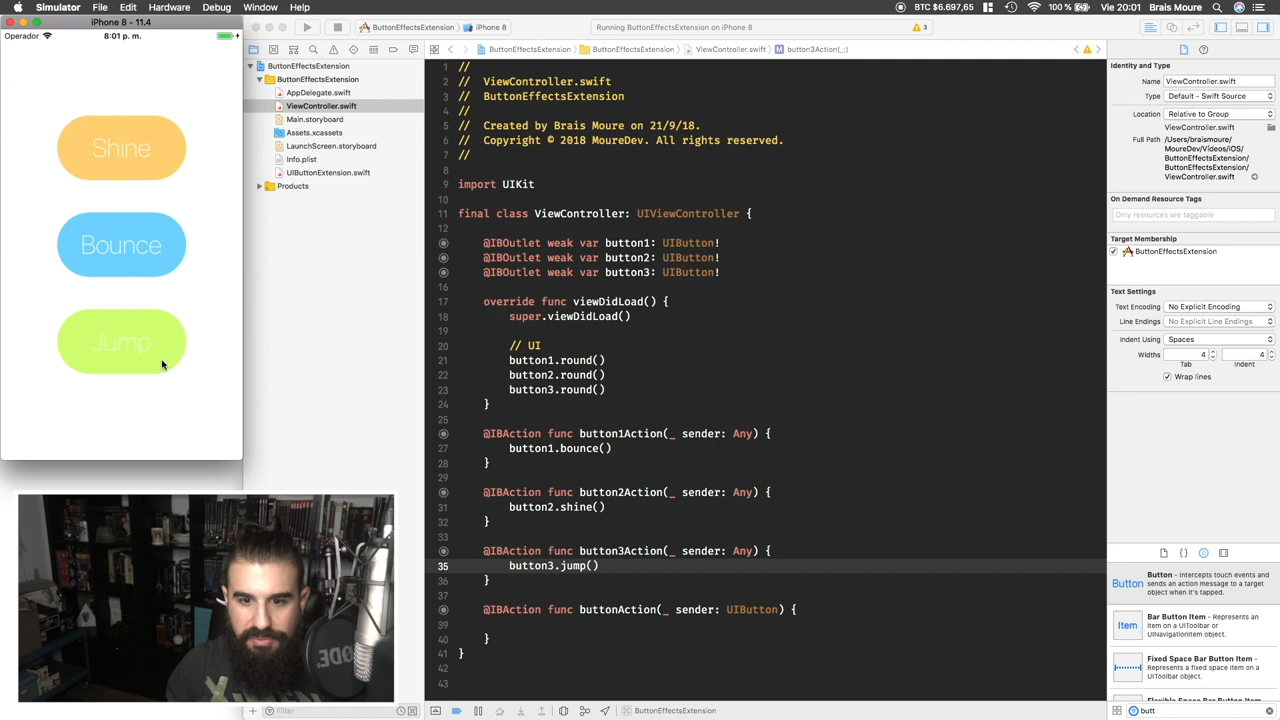 Simulator File Edit Hardware Debug Window Help
BTC $6.696,65 100 % Vie 20:01 Brais Moure
iPhone 8 - 11.4
Operador 8:01 p. m.
Shine
Bounce
Jump
ButtonEffectsExtension iPhone 8
Running ButtonEffectsExtension on iPhone 8
3
ButtonEffectsExtension ButtonEffectsExtension ViewController.swift button3Action(_:)
ButtonEffectsExtension
ButtonEffectsExtension
AppDelegate.swift
ViewController.swift
Main.storyboard
Assets.xcassets
LaunchScreen.storyboard
Info.plist
UIButtonExtension.swift
Products
1 //
2 // ViewController.swift
3 // ButtonEffectsExtension
4 //
5 // Created by Brais Moure on 21/9/18.
6 // Copyright © 2018 MoureDev. All rights reserved.
7 //
8
9 import UIKit
10
11 final class ViewController: UIViewController {
12
@IBOutlet weak var button1: UIButton!
@IBOutlet weak var button2: UIButton!
@IBOutlet weak var button3: UIButton!
16
17 override func viewDidLoad() {
18 super.viewDidLoad()
19
20 // UI
21 button1.round()
22 button2.round()
23 button3.round()
24 }
25
@IBAction func button1Action(_ sender: Any) {
27 button1.bounce()
28 }
29
@IBAction func button2Action(_ sender: Any) {
31 button2.shine()
32 }
33
@IBAction func button3Action(_ sender: Any) {
35 button3.jump()
36 }
37
@IBAction func buttonAction(_ sender: UIButton) {
39
40 }
41 }
42
43
Identity and Type
Name ViewController.swift
Type Default - Swift Source
Location Relative to Group
ViewController.swift
Full Path /Users/braismoure/
MoureDev/Vídeos/iOS/
ButtonEffectsExtension/
ButtonEffectsExtension/
ViewController.swift
On Demand Resource Tags
Only resources are taggable
Target Membership
ButtonEffectsExtension
Text Settings
Text Encoding No Explicit Encoding
Line Endings No Explicit Line Endings
Indent Using Spaces
Widths 4 4
Tab Indent
Wrap lines
Button
Button - Intercepts touch events and
sends an action message to a target
object when it's tapped.
Item
Bar Button Item - Represents an
item on a UIToolbar or
UINavigationItem object.
Fixed Space Bar Button Item -
Represents a fixed space item on a
UIToolbar object.
Flexible Space Bar Button Item -
Filter
ButtonEffectsExtension
butt